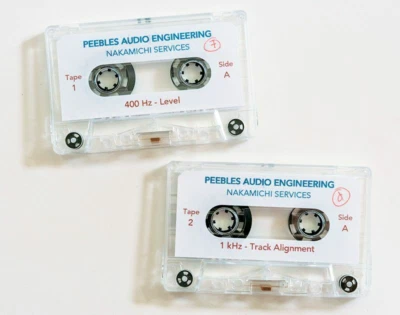 PEEBLES AUDIO ENGINEERING
NAKAMICHI SERVICES
Tape
1
Side
A
400 Hz - Level
PEEBLES AUDIO ENGINEERING
NAKAMICHI SERVICES
Tape
2
Side
A
1 kHz - Track Alignment